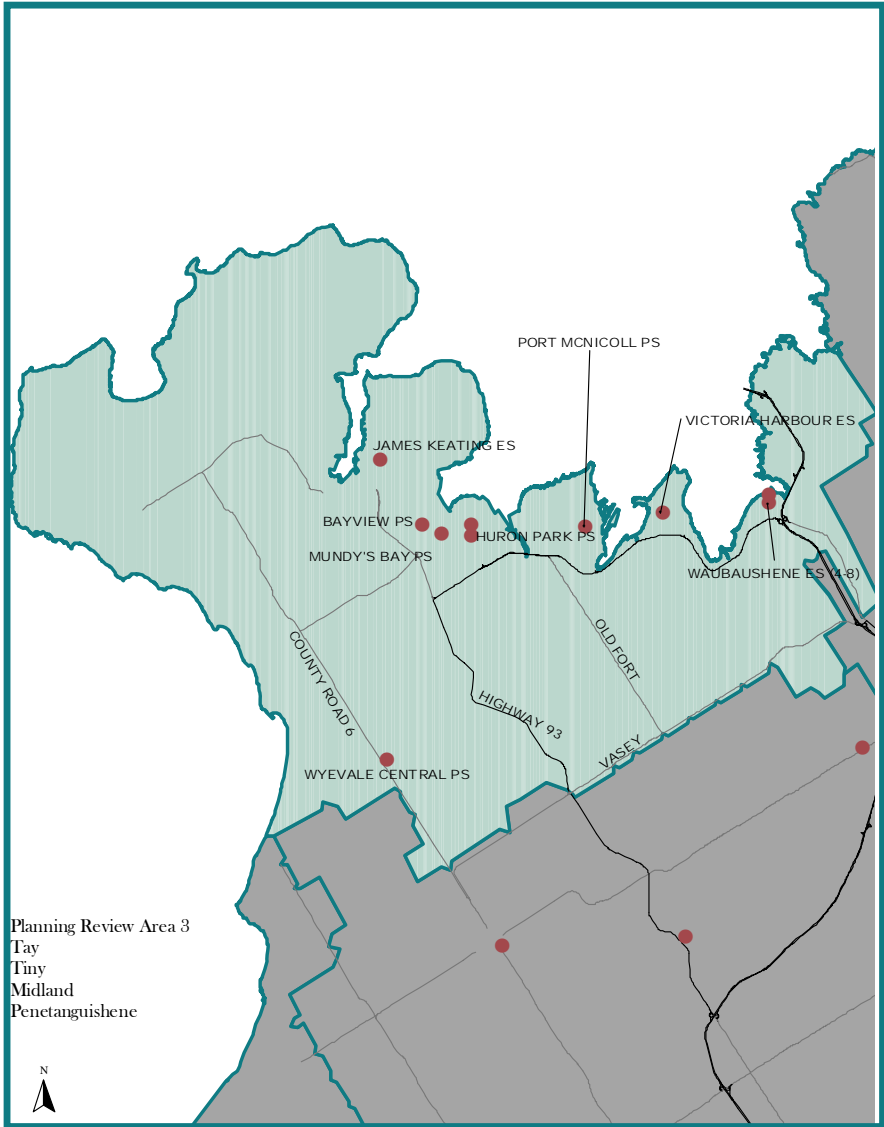 PORT MCNICOLL PS
VICTORIA HARBOUR ES
JAMES KEATING ES
BAYVIEW PS
HURON PARK PS
MUNDY'S BAY PS
WAUBAUSHENE ES (4-8)
COUNTY ROAD 6
OLD FORT
HIGHWAY 93
VASEY
WYEVALE CENTRAL PS
Planning Review Area 3
Tay
Tiny
Midland
Penetanguishene
N